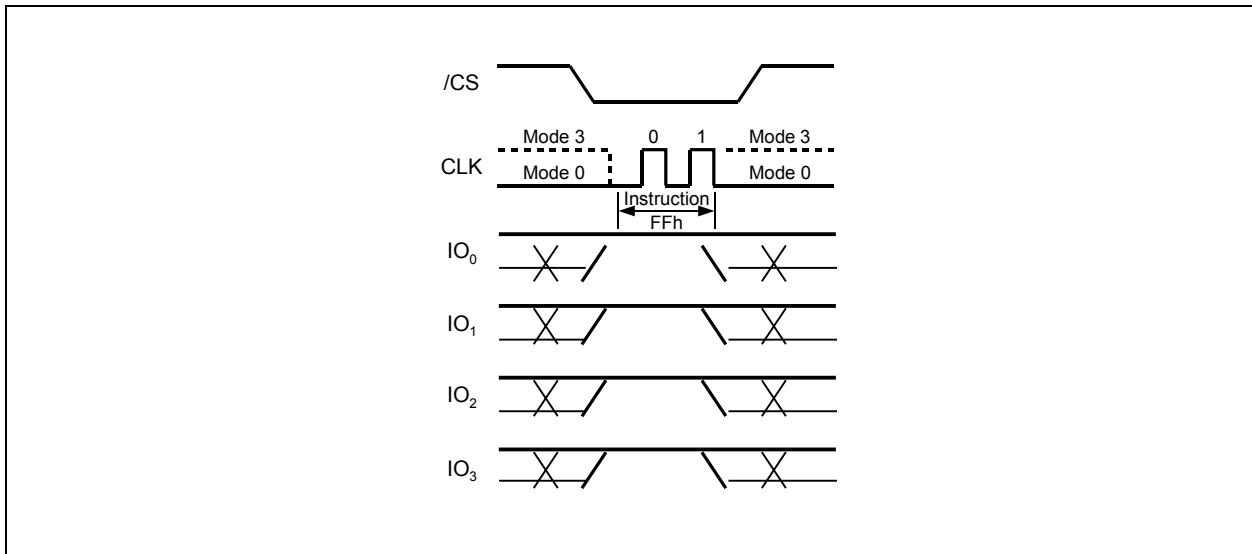 /CS
Mode 3 0 1 Mode 3
CLK
Mode 0 Mode 0
Instruction
FFh
IO0
IO1
IO2
IO3